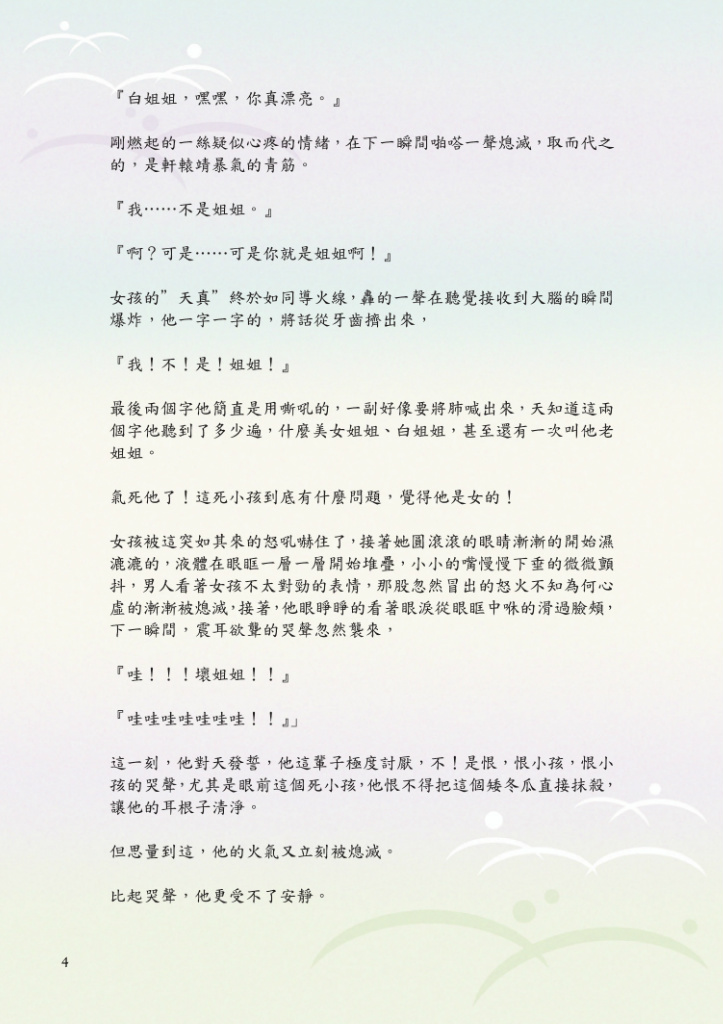 『白姐姐，嘿嘿，你真漂亮。』
剛燃起的一絲疑似心疼的情緒，在下一瞬間啪嗒一聲熄滅，取而代之
的，是軒轅靖暴氣的青筋。
『我……不是姐姐。』
『啊？可是……可是你就是姐姐啊！』
女孩的”天真”終於如同導火線，轟的一聲在聽覺接收到大腦的瞬間
爆炸，他一字一字的，將話從牙齒擠出來，
『我！不！是！姐姐！』
最後兩個字他簡直是用嘶吼的，一副好像要將肺喊出來，天知道這兩
個字他聽到了多少遍，什麼美女姐姐、白姐姐，甚至還有一次叫他老
姐姐。
氣死他了！這死小孩到底有什麼問題，覺得他是女的！
女孩被這突如其來的怒吼嚇住了，接著她圓滾滾的眼睛漸漸的開始濕
漉漉的，液體在眼眶一層一層開始堆疊，小小的嘴慢慢下垂的微微顫
抖，男人看著女孩不太對勁的表情，那股忽然冒出的怒火不知為何心
虛的漸漸被熄滅，接著，他眼睜睜的看著眼淚從眼眶中咻的滑過臉頰，
下一瞬間，震耳欲聾的哭聲忽然襲來，
『哇！！！壞姐姐！！』
『哇哇哇哇哇哇哇！！』」
這一刻，他對天發誓，他這輩子極度討厭，不！是恨，恨小孩，恨小
孩的哭聲，尤其是眼前這個死小孩，他恨不得把這個矮冬瓜直接抹殺，
讓他的耳根子清淨。
但思量到這，他的火氣又立刻被熄滅。
比起哭聲，他更受不了安靜。
4